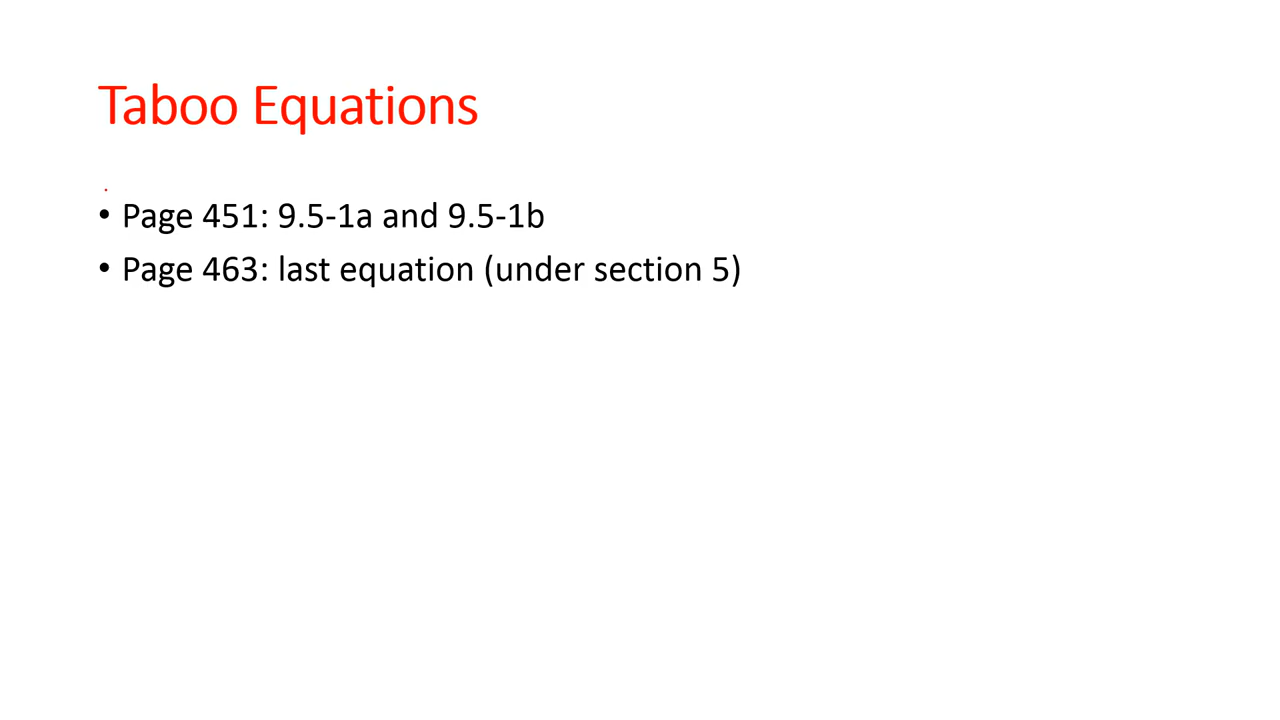 Taboo Equations
• Page 451: 9.5-1a and 9.5-1b
• Page 463: last equation (under section 5)